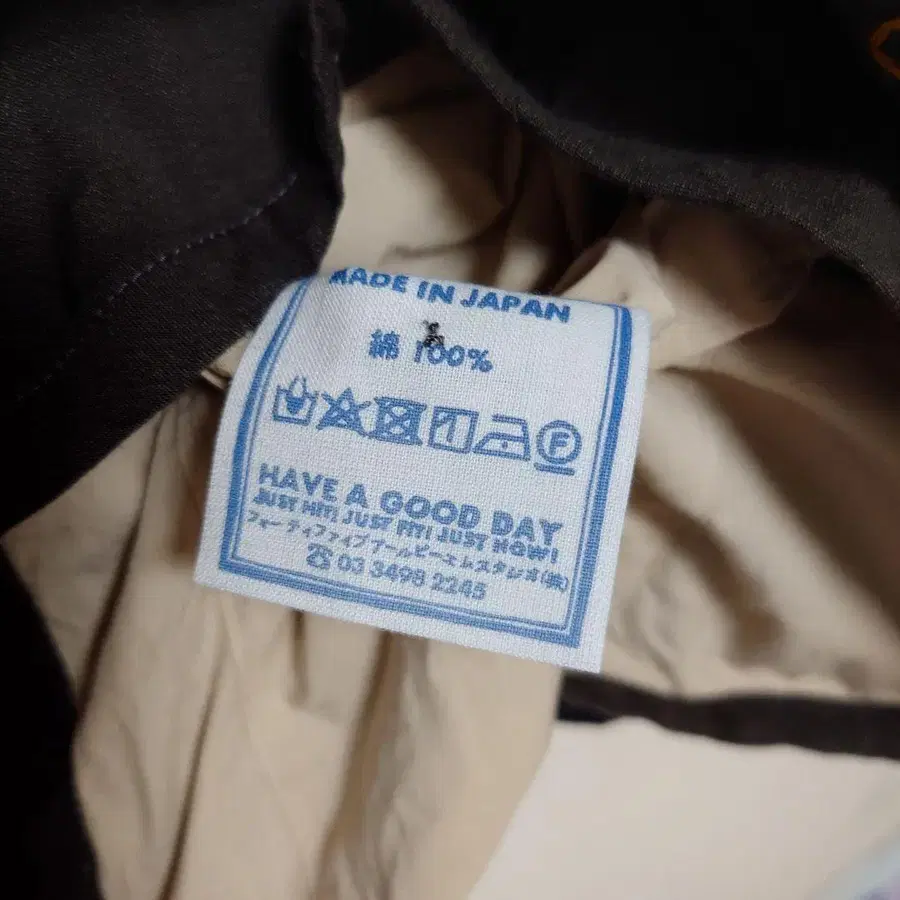 MADE IN JAPAN
綿 100%
F
HAVE A GOOD DAY
JUST HIT! JUST FIT! JUST NOW!
フォーティファイブアールピーエムスタジオ(株)
☎ 03 3498 2245